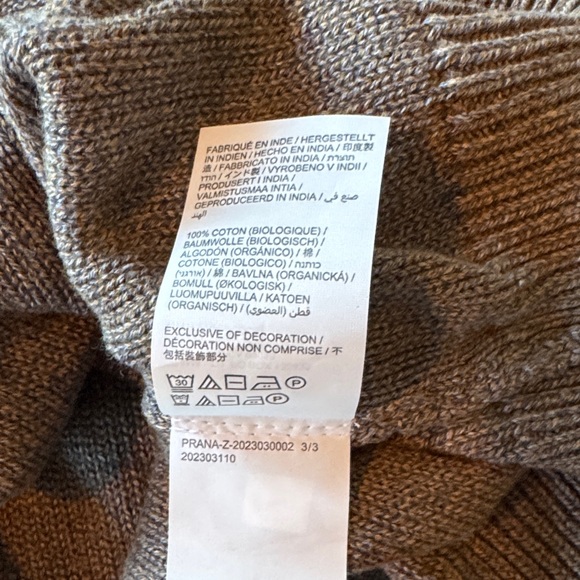 FABRIQUÉ EN INDE / HERGESTELLT
IN INDIEN / HECHO EN INDIA / 印度製
造 / FABBRICATO IN INDIA / תוצרת
הודו / インド製 / VYROBENO V INDII /
PRODUSERT I INDIA /
VALMISTUSMAA INTIA /
GEPRODUCEERD IN INDIA / صنع في
الهند
100% COTON (BIOLOGIQUE) /
BAUMWOLLE (BIOLOGISCH) /
ALGODÓN (ORGÁNICO) / 棉 /
COTONE (BIOLOGICO) / כותנה
(אורגני) / 綿 / BAVLNA (ORGANICKÁ) /
BOMULL (ØKOLOGISK) /
LUOMUPUUVILLA / KATOEN
(ORGANISCH) / قطن (العضوي)
EXCLUSIVE OF DECORATION /
DÉCORATION NON COMPRISE / 不
包括裝飾部分
30 P
P
PRANA-Z-2023030002 3/3
202303110